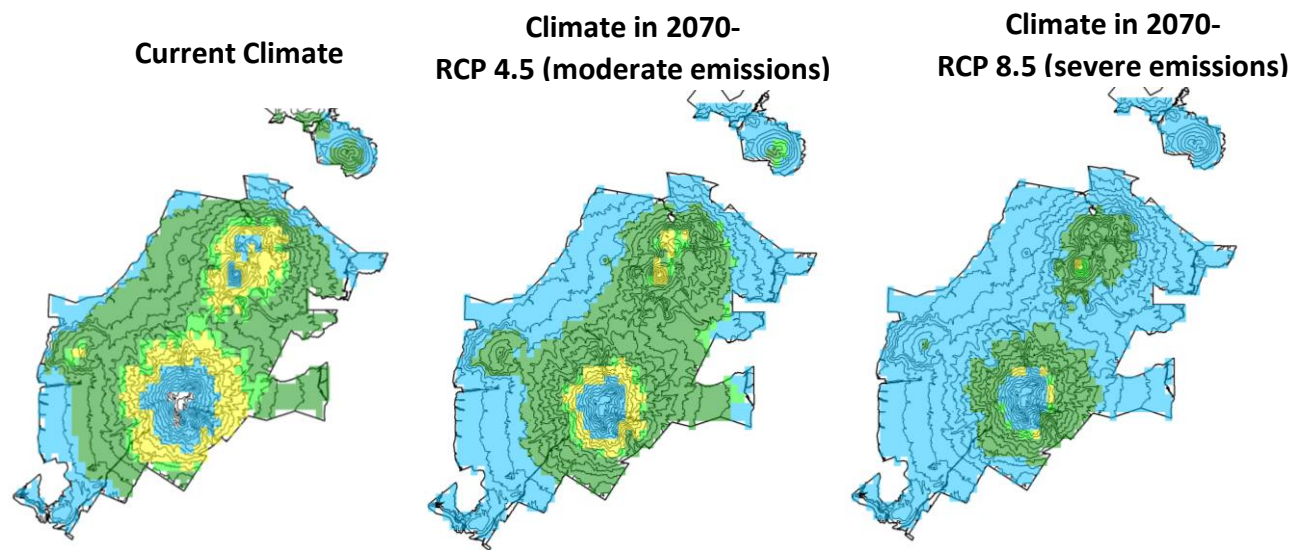 Current Climate
Climate in 2070-
RCP 4.5 (moderate emissions)
Climate in 2070-
RCP 8.5 (severe emissions)